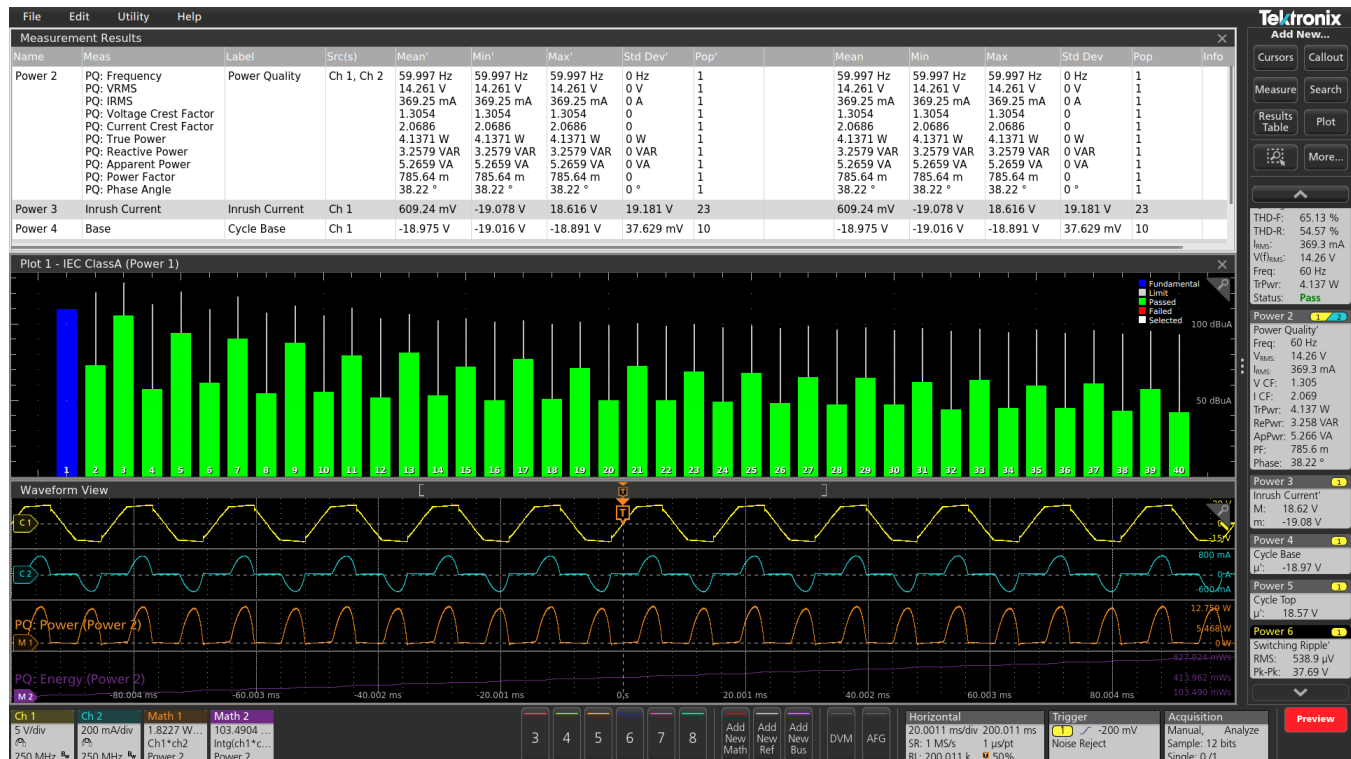 File Edit Utility Help
Tektronix
Add New...
Measurement Results
Name Meas Label Src(s) Mean' Min' Max' Std Dev' Pop' Mean Min Max Std Dev Pop Info
Power 2 PQ: Frequency Power Quality Ch 1, Ch 2 59.997 Hz 59.997 Hz 59.997 Hz 0 Hz 1 59.997 Hz 59.997 Hz 59.997 Hz 0 Hz 1
PQ: VRMS 14.261 V 14.261 V 14.261 V 0 V 1 14.261 V 14.261 V 14.261 V 0 V 1
PQ: IRMS 369.25 mA 369.25 mA 369.25 mA 0 A 1 369.25 mA 369.25 mA 369.25 mA 0 A 1
PQ: Voltage Crest Factor 1.3054 1.3054 1.3054 0 1 1.3054 1.3054 1.3054 0 1
PQ: Current Crest Factor 2.0686 2.0686 2.0686 0 1 2.0686 2.0686 2.0686 0 1
PQ: True Power 4.1371 W 4.1371 W 4.1371 W 0 W 1 4.1371 W 4.1371 W 4.1371 W 0 W 1
PQ: Reactive Power 3.2579 VAR 3.2579 VAR 3.2579 VAR 0 VAR 1 3.2579 VAR 3.2579 VAR 3.2579 VAR 0 VAR 1
PQ: Apparent Power 5.2659 VA 5.2659 VA 5.2659 VA 0 VA 1 5.2659 VA 5.2659 VA 5.2659 VA 0 VA 1
PQ: Power Factor 785.64 m 785.64 m 785.64 m 0 1 785.64 m 785.64 m 785.64 m 0 1
PQ: Phase Angle 38.22 ° 38.22 ° 38.22 ° 0 ° 1 38.22 ° 38.22 ° 38.22 ° 0 ° 1
Power 3 Inrush Current Inrush Current Ch 1 609.24 mV -19.078 V 18.616 V 19.181 V 23 609.24 mV -19.078 V 18.616 V 19.181 V 23
Power 4 Base Cycle Base Ch 1 -18.975 V -19.016 V -18.891 V 37.629 mV 10 -18.975 V -19.016 V -18.891 V 37.629 mV 10
Cursors Callout
Measure Search
Results Table Plot
More...
THD-F: 65.13 %
THD-R: 54.57 %
IRMS: 369.3 mA
V(f)RMS: 14.26 V
Freq: 60 Hz
TrPwr: 4.137 W
Status: Pass
Power 2 1 2
Power Quality'
Freq: 60 Hz
VRMS: 14.26 V
IRMS: 369.3 mA
V CF: 1.305
I CF: 2.069
TrPwr: 4.137 W
RePwr: 3.258 VAR
ApPwr: 5.266 VA
PF: 785.6 m
Phase: 38.22 °
Power 3 1
Inrush Current'
M: 18.62 V
m: -19.08 V
Power 4 1
Cycle Base
µ': -18.97 V
Power 5 1
Cycle Top
µ': 18.57 V
Power 6 1
Switching Ripple'
RMS: 538.9 µV
Pk-Pk: 37.69 V
Plot 1 - IEC ClassA (Power 1)
Fundamental
Limit
Passed
Failed
Selected
100 dBuA
50 dBuA
1 2 3 4 5 6 7 8 9 10 11 12 13 14 15 16 17 18 19 20 21 22 23 24 25 26 27 28 29 30 31 32 33 34 35 36 37 38 39 40
Waveform View
T
T
C 1
-15 V
800 mA
C 2
0 A
-600 mA
12.759 W
PQ: Power (Power 2)
5.468 W
M 1
0 W
827.924 mWs
PQ: Energy (Power 2)
413.962 mWs
M 2
103.490 mWs
-80.004 ms -60.003 ms -40.002 ms -20.001 ms 0 s 20.001 ms 40.002 ms 60.003 ms 80.004 ms
Ch 1
5 V/div
250 MHz
Ch 2
200 mA/div
250 MHz
Math 1
1.8227 W...
Ch1*ch2
Power 2
Math 2
103.4904 ...
Intg(ch1*c...
Power 2
3 4 5 6 7 8
Add New Math
Add New Ref
Add New Bus
DVM AFG
Horizontal
20.0011 ms/div 200.011 ms
SR: 1 MS/s 1 µs/pt
RL: 200.011 k 50%
Trigger
1 -200 mV
Noise Reject
Acquisition
Manual, Analyze
Sample: 12 bits
Single: 0 /1
Preview